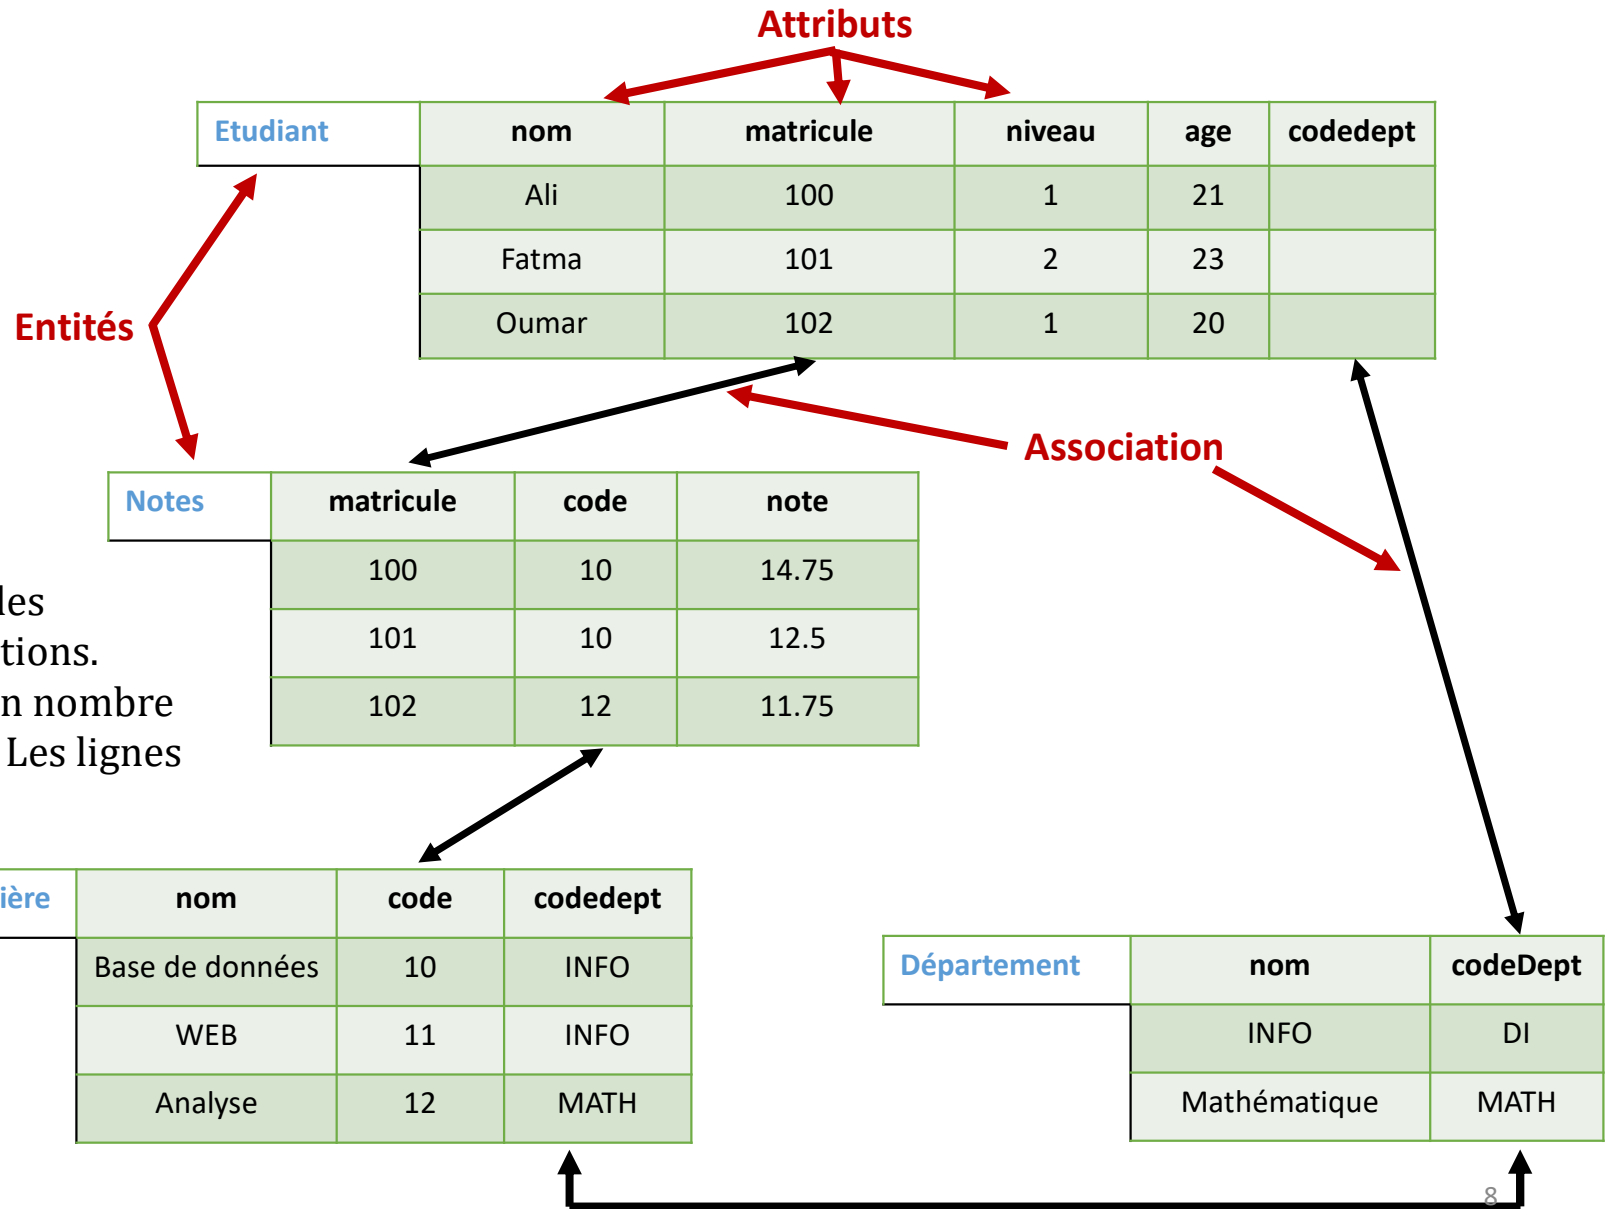 Attributs
Etudiant nom matricule niveau age codedept
Ali 100 1 21
Fatma 101 2 23
Oumar 102 1 20
Entités
Association
Notes matricule code note
100 10 14.75
101 10 12.5
102 12 11.75
les
tions.
n nombre
Les lignes
ière nom code codedept
Base de données 10 INFO
WEB 11 INFO
Analyse 12 MATH
Département nom codeDept
INFO DI
Mathématique MATH
8